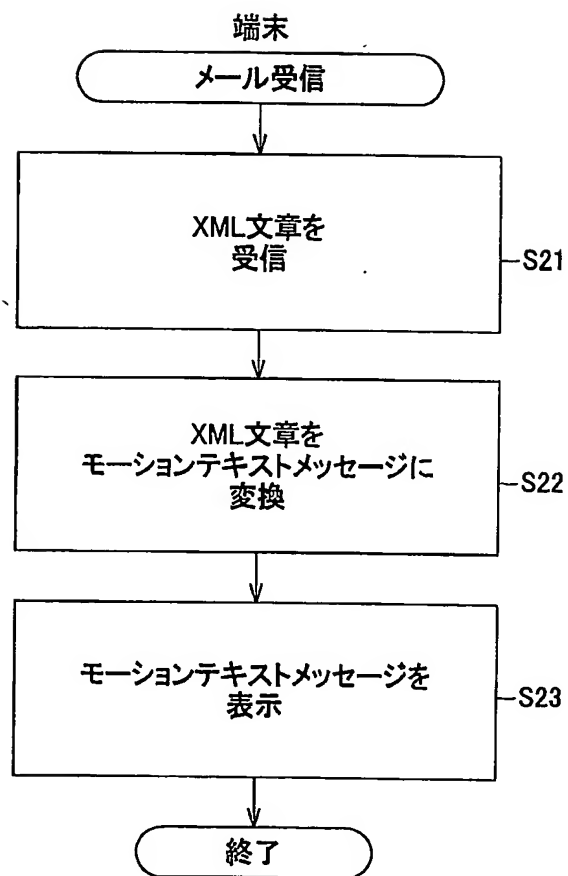 端末
メール受信
XML文章を
受信
S21
XML文章を
モーションテキストメッセージに
変換
S22
モーションテキストメッセージを
表示
S23
終了